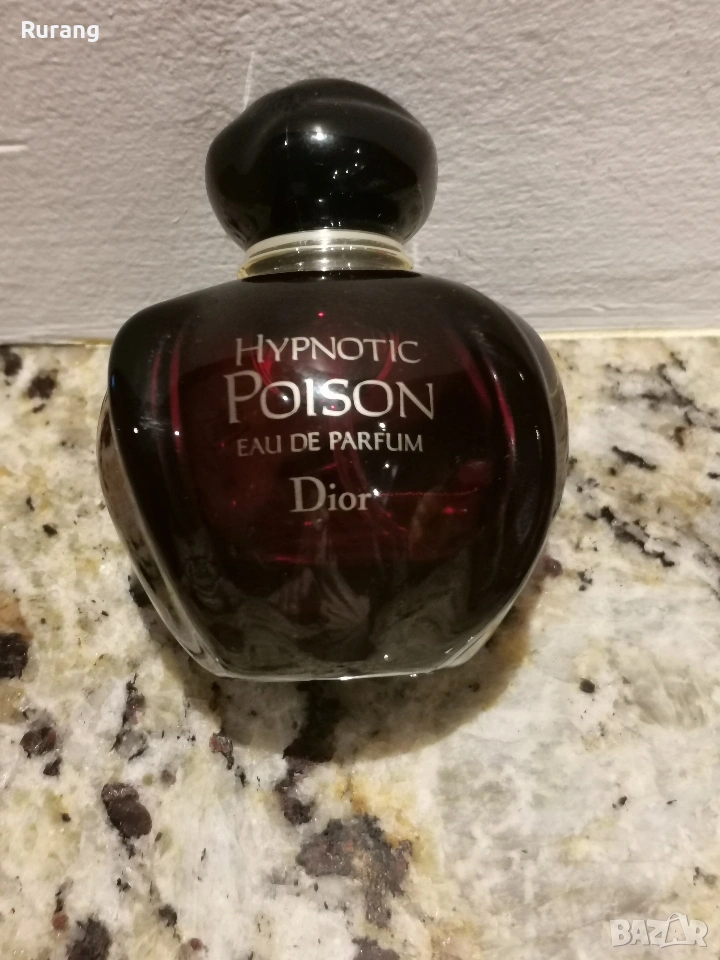 Rurang
HYPNOTIC
POISON
EAU DE PARFUM
Dior
BAZAR